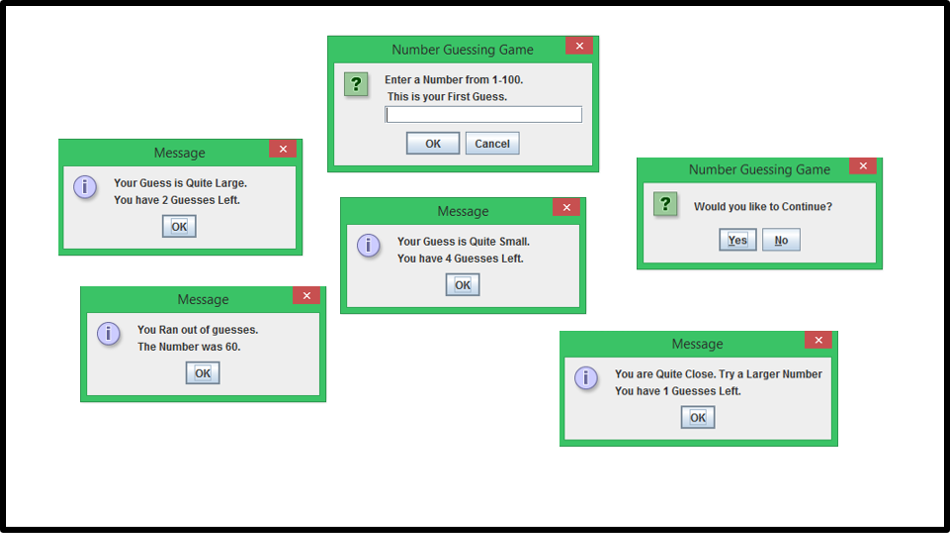 Number Guessing Game
Enter a Number from 1-100.
This is your First Guess.
OK Cancel
Message
Your Guess is Quite Large.
You have 2 Guesses Left.
OK
Number Guessing Game
Would you like to Continue?
Yes No
Message
Your Guess is Quite Small.
You have 4 Guesses Left.
OK
Message
You Ran out of guesses.
The Number was 60.
OK
Message
You are Quite Close. Try a Larger Number
You have 1 Guesses Left.
OK